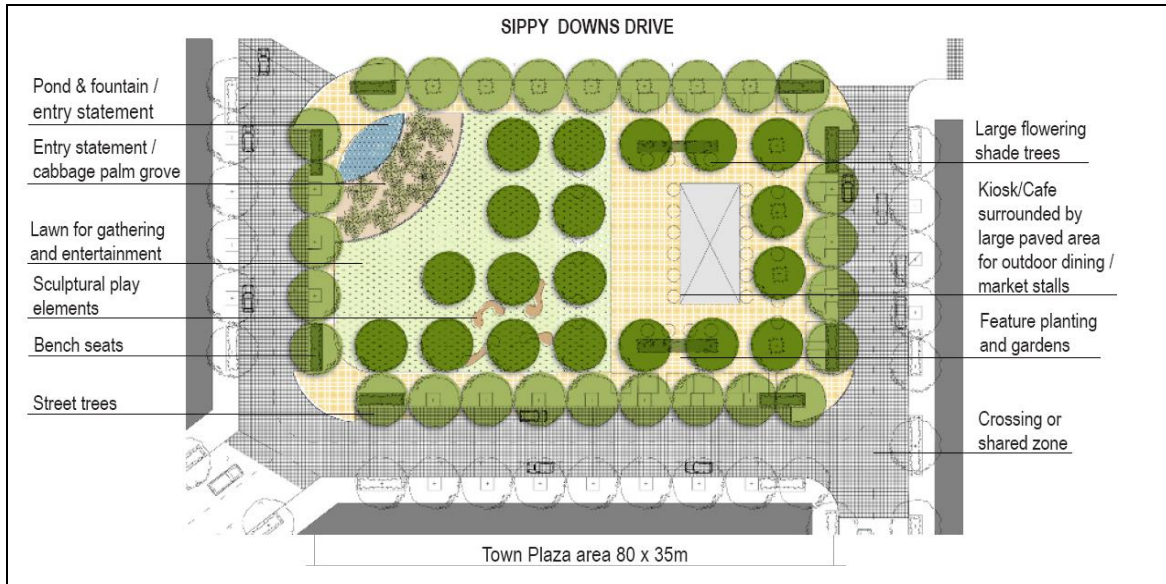 SIPPY DOWNS DRIVE
Pond & fountain /
entry statement
Entry statement /
cabbage palm grove
Lawn for gathering
and entertainment
Sculptural play
elements
Bench seats
Street trees
Large flowering
shade trees
Kiosk/Cafe
surrounded by
large paved area
for outdoor dining /
market stalls
Feature planting
and gardens
Crossing or
shared zone
Town Plaza area 80 x 35m